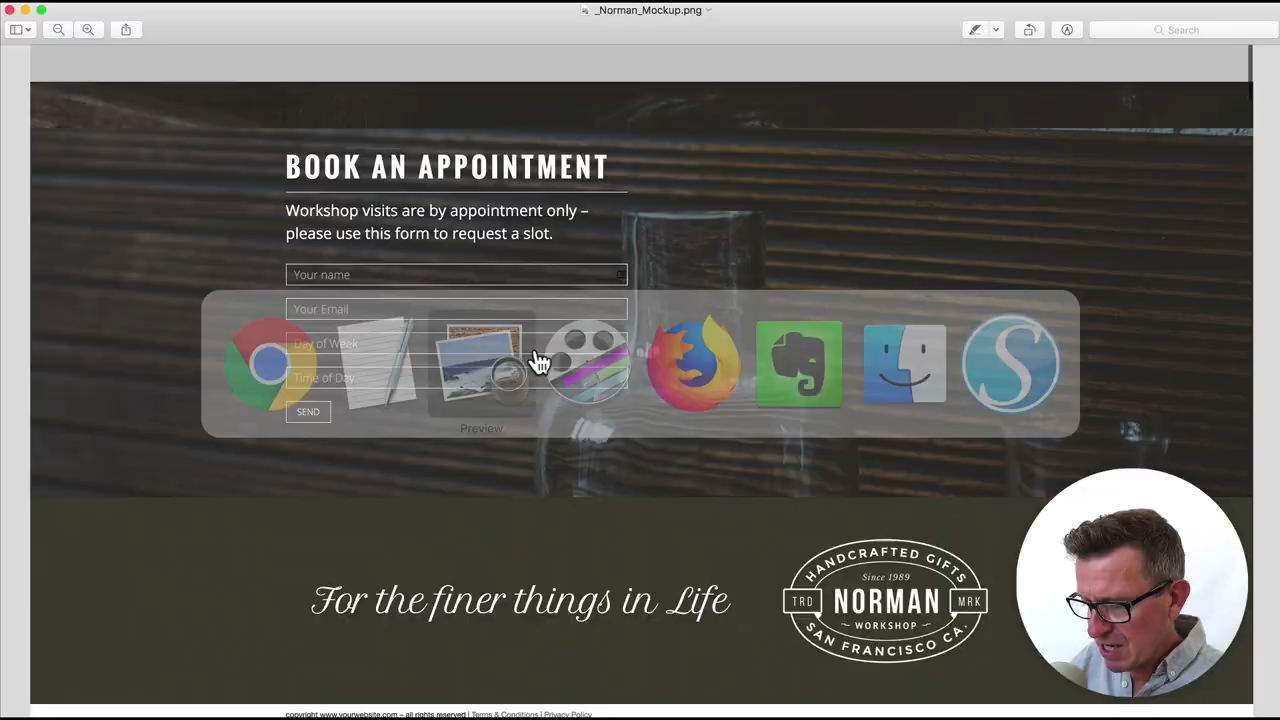 _Norman_Mockup.png
Search
BOOK AN APPOINTMENT
Workshop visits are by appointment only –
please use this form to request a slot.
Your name
Your Email
Day of Week
Time of Day
SEND
Preview
For the finer things in Life
HANDCRAFTED GIFTS
Since 1989
TRD NORMAN MRK
~ WORKSHOP ~
SAN FRANCISCO CA.
copyright www.yourwebsite.com – all rights reserved | Terms & Conditions | Privacy Policy